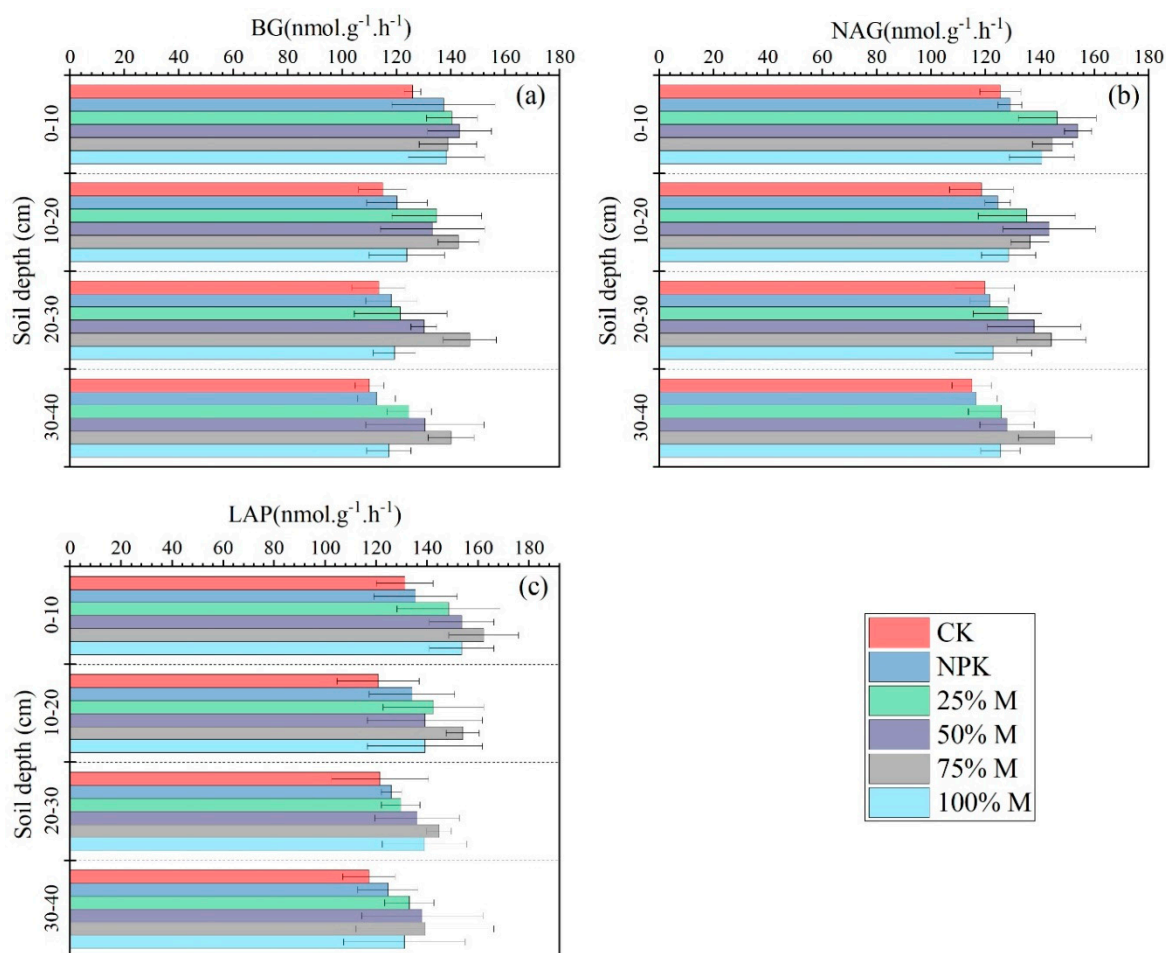 BG(nmol.g⁻¹.h⁻¹)
0 20 40 60 80 100 120 140 160 180
(a)
Soil depth (cm)
0-10
10-20
20-30
30-40
NAG(nmol.g⁻¹.h⁻¹)
0 20 40 60 80 100 120 140 160 180
(b)
Soil depth (cm)
0-10
10-20
20-30
30-40
LAP(nmol.g⁻¹.h⁻¹)
0 20 40 60 80 100 120 140 160 180
(c)
Soil depth (cm)
0-10
10-20
20-30
30-40
CK
NPK
25% M
50% M
75% M
100% M